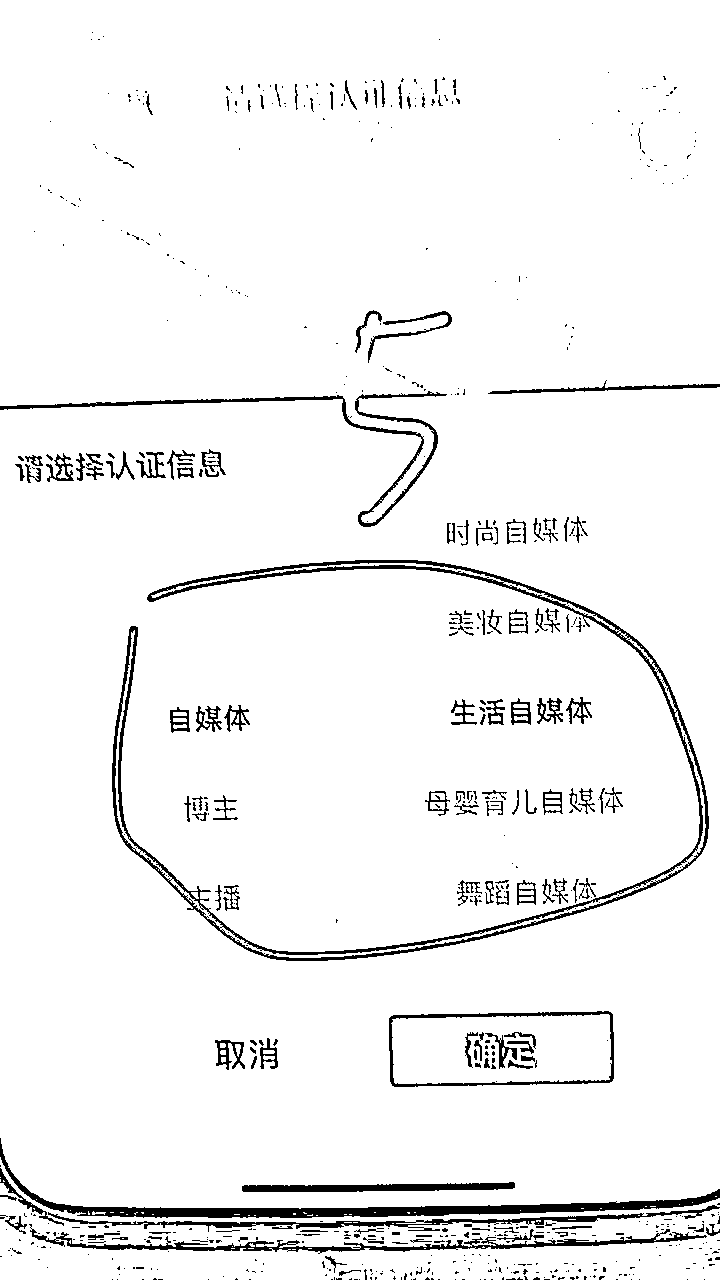 请选择认证信息
5
请选择认证信息
时尚自媒体
美妆自媒体
自媒体 生活自媒体
博主 母婴育儿自媒体
主播 舞蹈自媒体
取消 确定